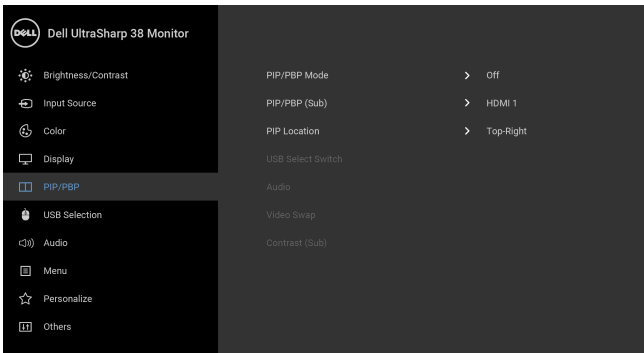 DELL Dell UltraSharp 38 Monitor
Brightness/Contrast PIP/PBP Mode Off
Input Source PIP/PBP (Sub) HDMI 1
Color PIP Location Top-Right
Display USB Select Switch
PIP/PBP Audio
USB Selection Video Swap
Audio Contrast (Sub)
Menu
Personalize
Others